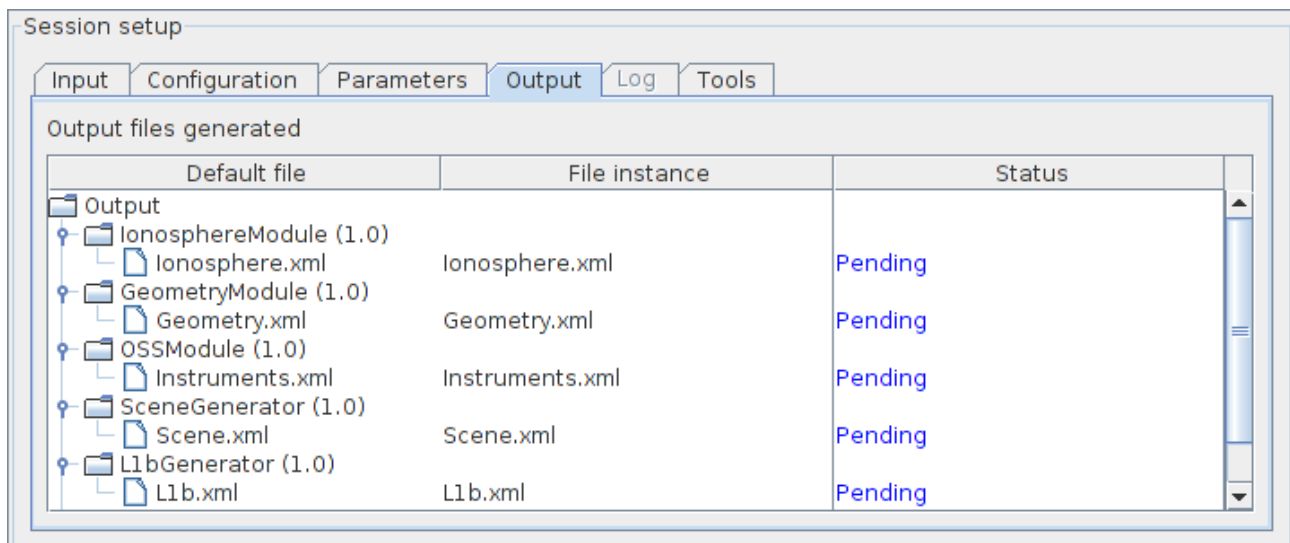 Session setup
Input Configuration Parameters Output Log Tools
Output files generated
Default file File instance Status
Output
IonosphereModule (1.0)
Ionosphere.xml Ionosphere.xml Pending
GeometryModule (1.0)
Geometry.xml Geometry.xml Pending
OSSModule (1.0)
Instruments.xml Instruments.xml Pending
SceneGenerator (1.0)
Scene.xml Scene.xml Pending
L1bGenerator (1.0)
L1b.xml L1b.xml Pending